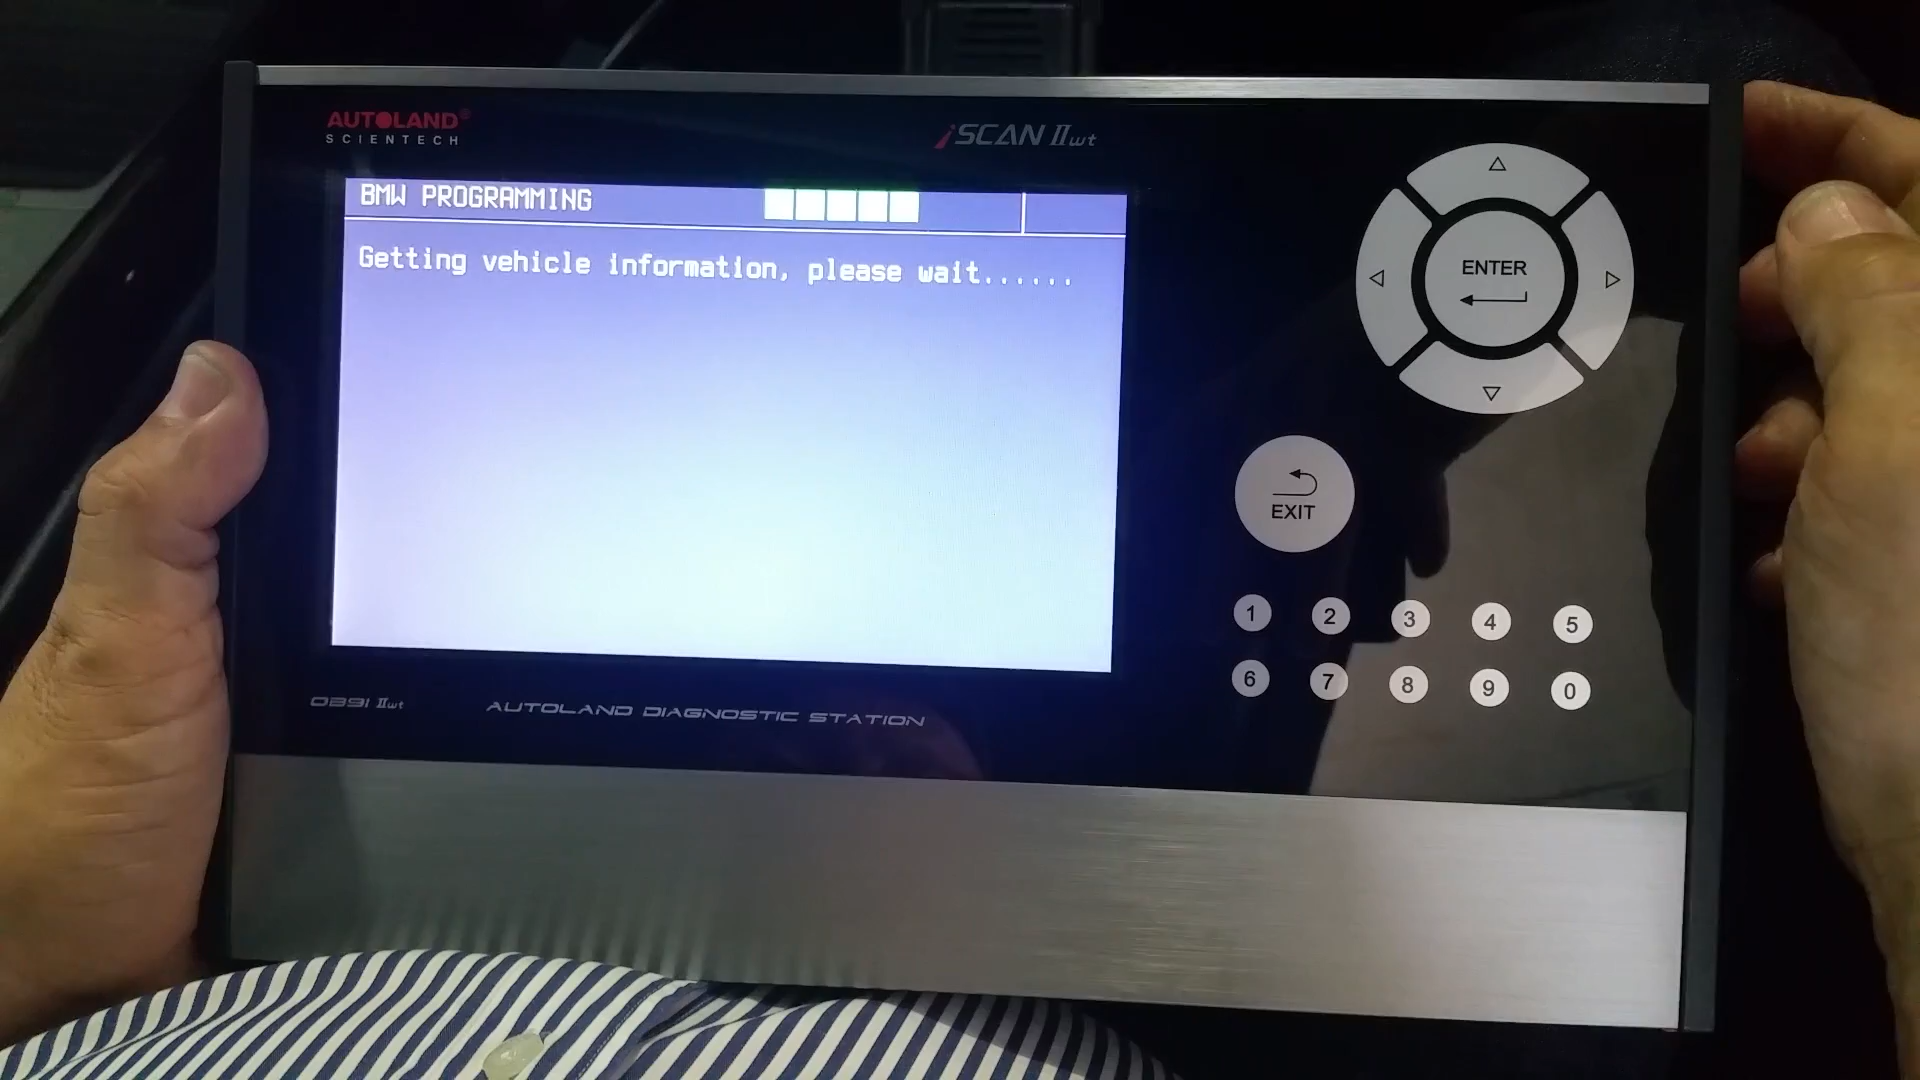 AUTOLAND®
SCIENTECH
iSCAN IIwt
BMW PROGRAMMING
Getting vehicle information, please wait......
ENTER
EXIT
1 2 3 4 5
6 7 8 9 0
OB91 IIwt
AUTOLAND DIAGNOSTIC STATION